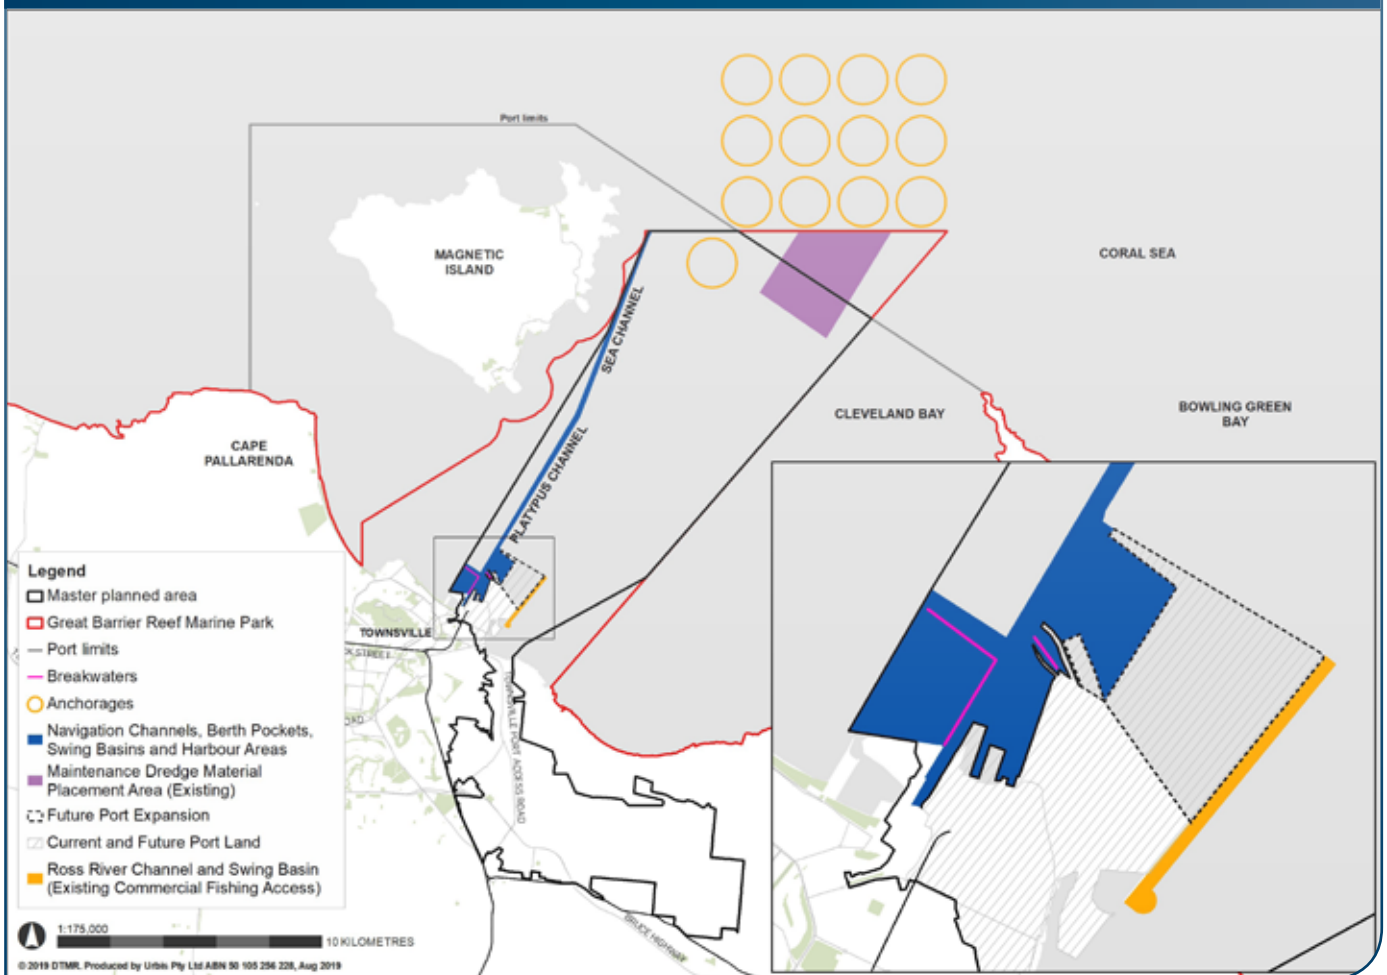 Port limits
MAGNETIC
ISLAND
CORAL SEA
SEA CHANNEL
CLEVELAND BAY
BOWLING GREEN
BAY
CAPE
PALLARENDA
PLATYPUS CHANNEL
TOWNSVILLE
STREET
ROAD
TOWNSVILLE PORT ACCESS ROAD
BRUCE HIGHWAY
Legend
Master planned area
Great Barrier Reef Marine Park
Port limits
Breakwaters
Anchorages
Navigation Channels, Berth Pockets,
Swing Basins and Harbour Areas
Maintenance Dredge Material
Placement Area (Existing)
Future Port Expansion
Current and Future Port Land
Ross River Channel and Swing Basin
(Existing Commercial Fishing Access)
1:175,000
10 KILOMETRES
© 2019 DTMR. Produced by Urbis Pty Ltd ABN 50 105 256 228, Aug 2019